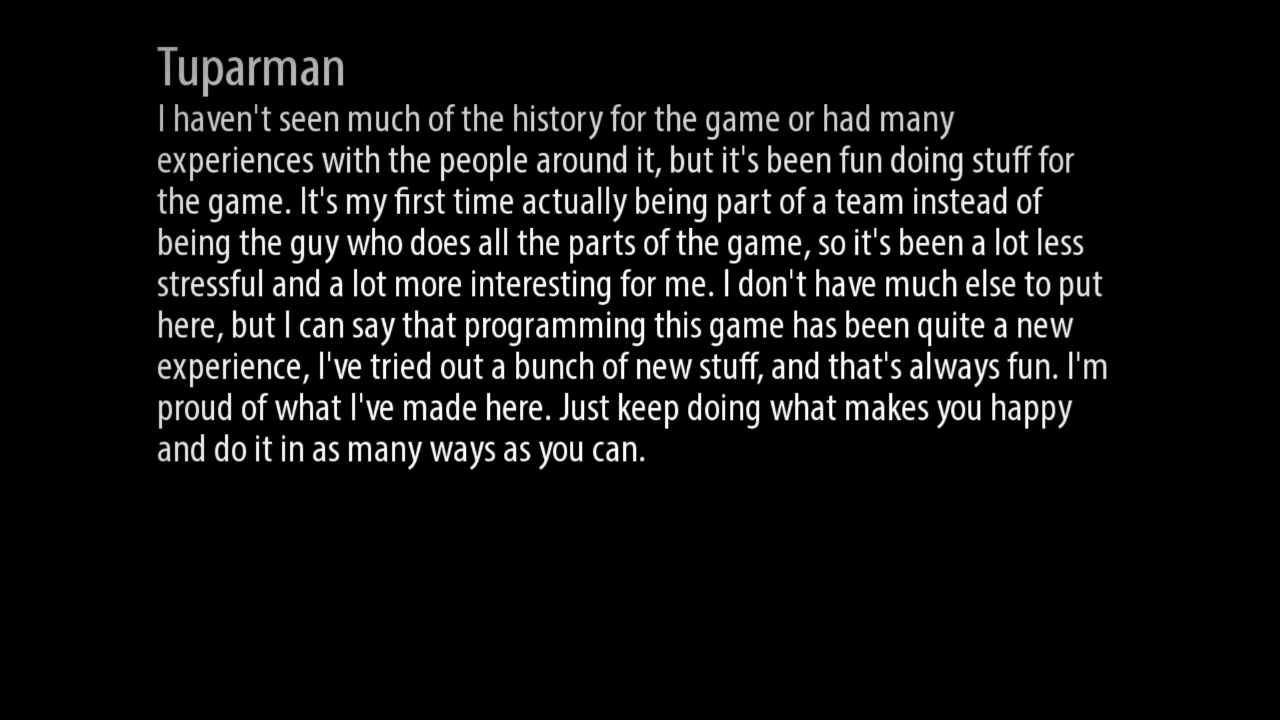 Tuparman
I haven't seen much of the history for the game or had many
experiences with the people around it, but it's been fun doing stuff for
the game. It's my first time actually being part of a team instead of
being the guy who does all the parts of the game, so it's been a lot less
stressful and a lot more interesting for me. I don't have much else to put
here, but I can say that programming this game has been quite a new
experience, I've tried out a bunch of new stuff, and that's always fun. I'm
proud of what I've made here. Just keep doing what makes you happy
and do it in as many ways as you can.